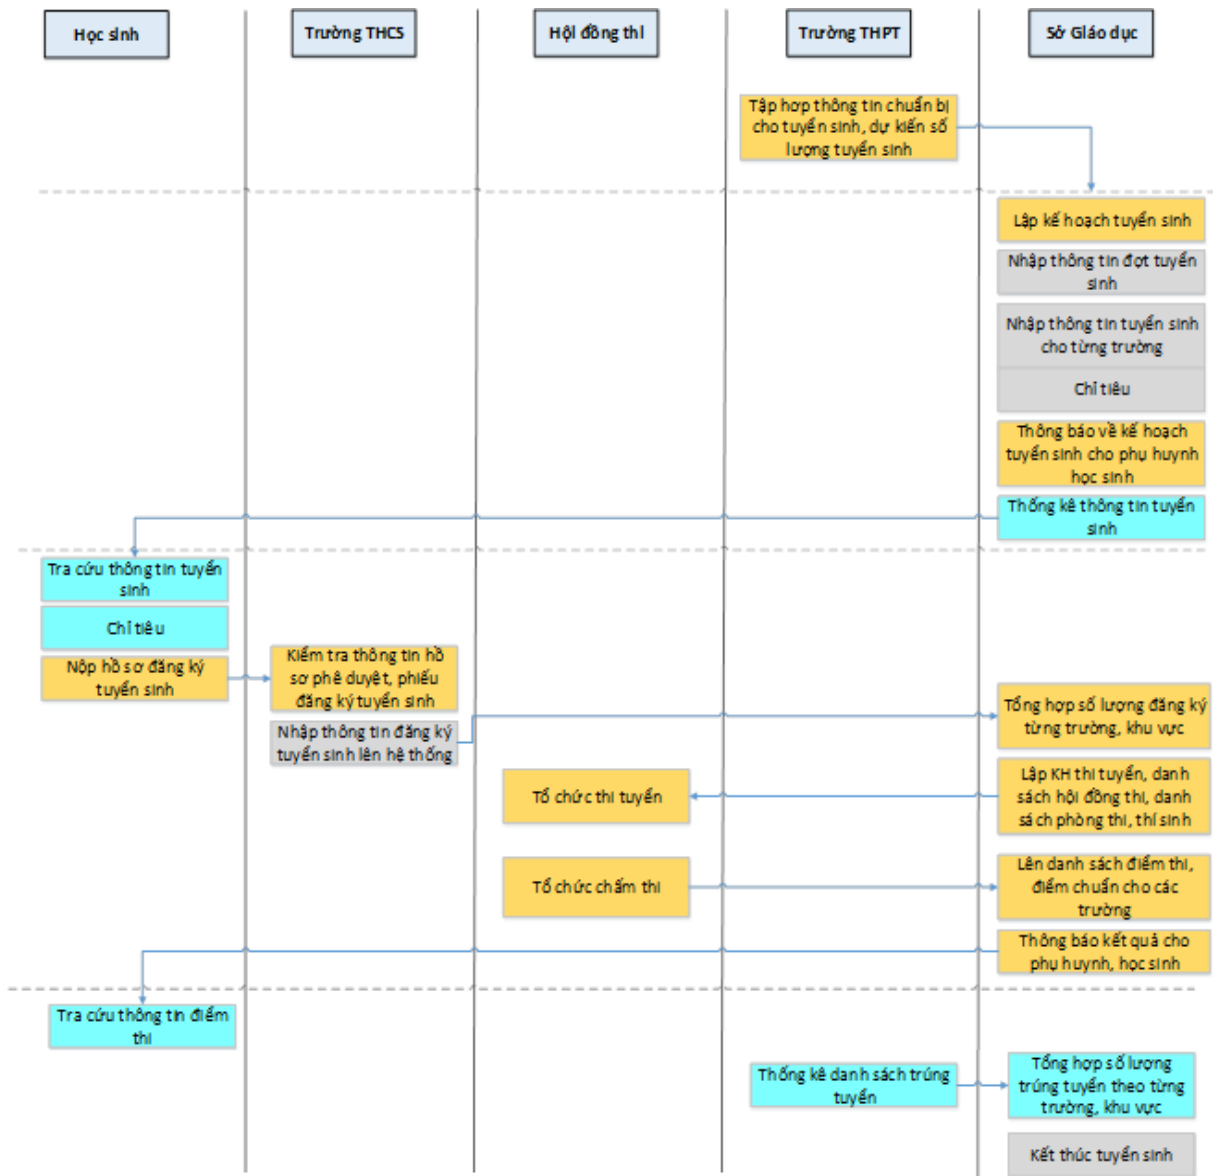 Học sinh
Trường THCS
Hội đồng thi
Trường THPT
Sở Giáo dục
Tập hợp thông tin chuẩn bị
cho tuyển sinh, dự kiến số
lượng tuyển sinh
Lập kế hoạch tuyển sinh
Nhập thông tin đợt tuyển
sinh
Nhập thông tin tuyển sinh
cho từng trường
Chỉ tiêu
Thông báo về kế hoạch
tuyển sinh cho phụ huynh
học sinh
Thống kê thông tin tuyển
sinh
Tra cứu thông tin tuyển
sinh
Chỉ tiêu
Nộp hồ sơ đăng ký
tuyển sinh
Kiểm tra thông tin hồ
sơ phê duyệt, phiếu
đăng ký tuyển sinh
Nhập thông tin đăng ký
tuyển sinh lên hệ thống
Tổng hợp số lượng đăng ký
từng trường, khu vực
Tổ chức thi tuyển
Lập KH thi tuyển, danh
sách hội đồng thi, danh
sách phòng thi, thí sinh
Tổ chức chấm thi
Lên danh sách điểm thi,
điểm chuẩn cho các
trường
Thông báo kết quả cho
phụ huynh, học sinh
Tra cứu thông tin điểm
thi
Thống kê danh sách trúng
tuyển
Tổng hợp số lượng
trúng tuyển theo từng
trường, khu vực
Kết thúc tuyển sinh